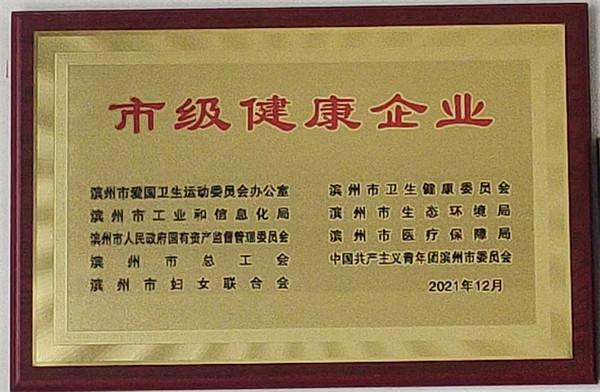 市级健康企业
滨州市爱国卫生运动委员会办公室
滨州市工业和信息化局
滨州市人民政府国有资产监督管理委员会
滨州市总工会
滨州市妇女联合会
滨州市卫生健康委员会
滨州市生态环境局
滨州市医疗保障局
中国共产主义青年团滨州市委员会
2021年12月